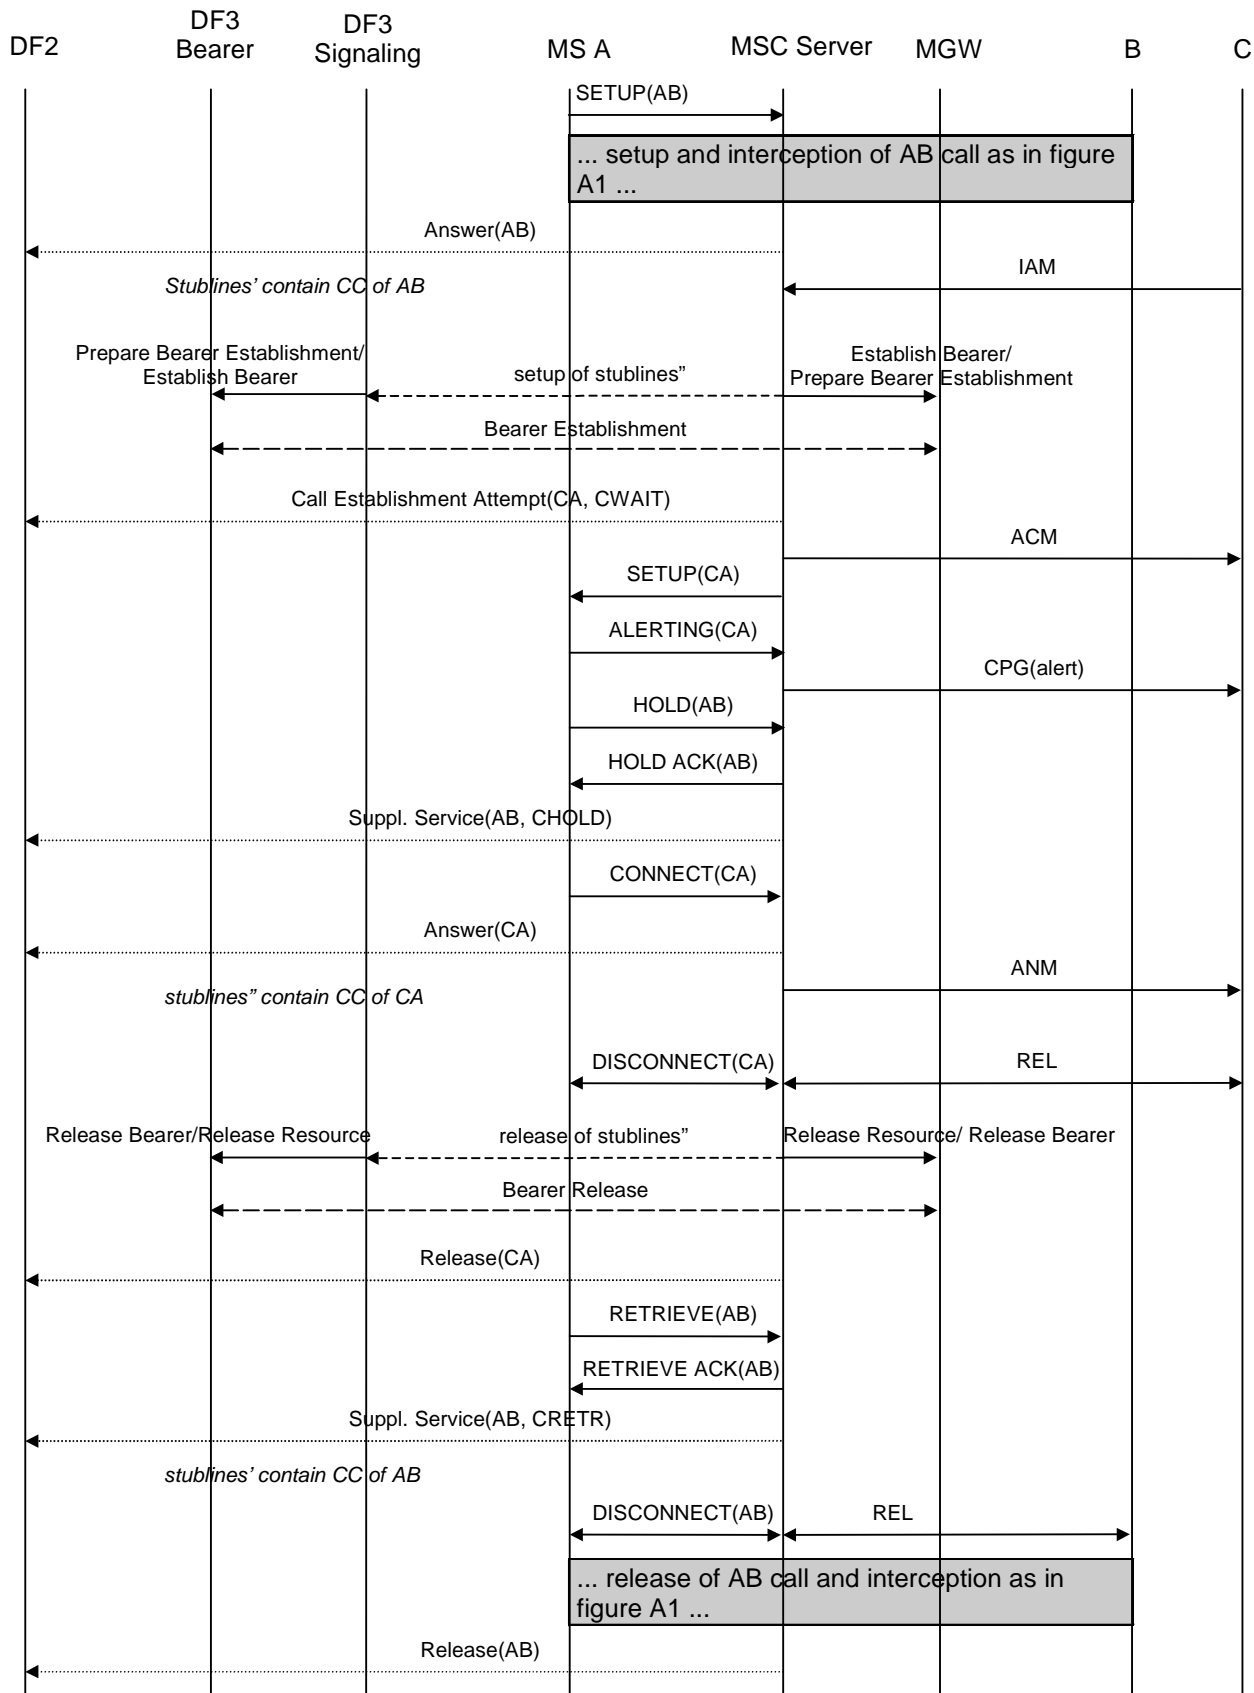 DF2
DF3
Bearer
DF3
Signaling
MS A
MSC Server
MGW
B
C
SETUP(AB)
... setup and interception of AB call as in figure
A1 ...
Answer(AB)
IAM
Stublines’ contain CC of AB
Prepare Bearer Establishment/
Establish Bearer
setup of stublines”
Establish Bearer/
Prepare Bearer Establishment
Bearer Establishment
Call Establishment Attempt(CA, CWAIT)
ACM
SETUP(CA)
ALERTING(CA)
CPG(alert)
HOLD(AB)
HOLD ACK(AB)
Suppl. Service(AB, CHOLD)
CONNECT(CA)
Answer(CA)
ANM
stublines” contain CC of CA
DISCONNECT(CA)
REL
Release Bearer/Release Resource
release of stublines”
Release Resource/ Release Bearer
Bearer Release
Release(CA)
RETRIEVE(AB)
RETRIEVE ACK(AB)
Suppl. Service(AB, CRETR)
stublines’ contain CC of AB
DISCONNECT(AB)
REL
... release of AB call and interception as in
figure A1 ...
Release(AB)